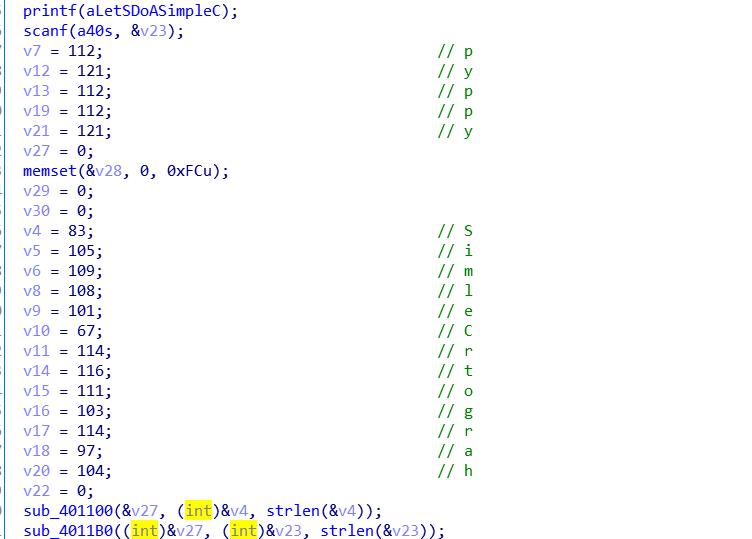 printf(aLetSDoASimpleC);
scanf(a40s, &v23);
v7 = 112; // p
v12 = 121; // y
v13 = 112; // p
v19 = 112; // p
v21 = 121; // y
v27 = 0;
memset(&v28, 0, 0xFCu);
v29 = 0;
v30 = 0;
v4 = 83; // S
v5 = 105; // i
v6 = 109; // m
v8 = 108; // l
v9 = 101; // e
v10 = 67; // C
v11 = 114; // r
v14 = 116; // t
v15 = 111; // o
v16 = 103; // g
v17 = 114; // r
v18 = 97; // a
v20 = 104; // h
v22 = 0;
sub_401100(&v27, (int)&v4, strlen(&v4));
sub_4011B0((int)&v27, (int)&v23, strlen(&v23));